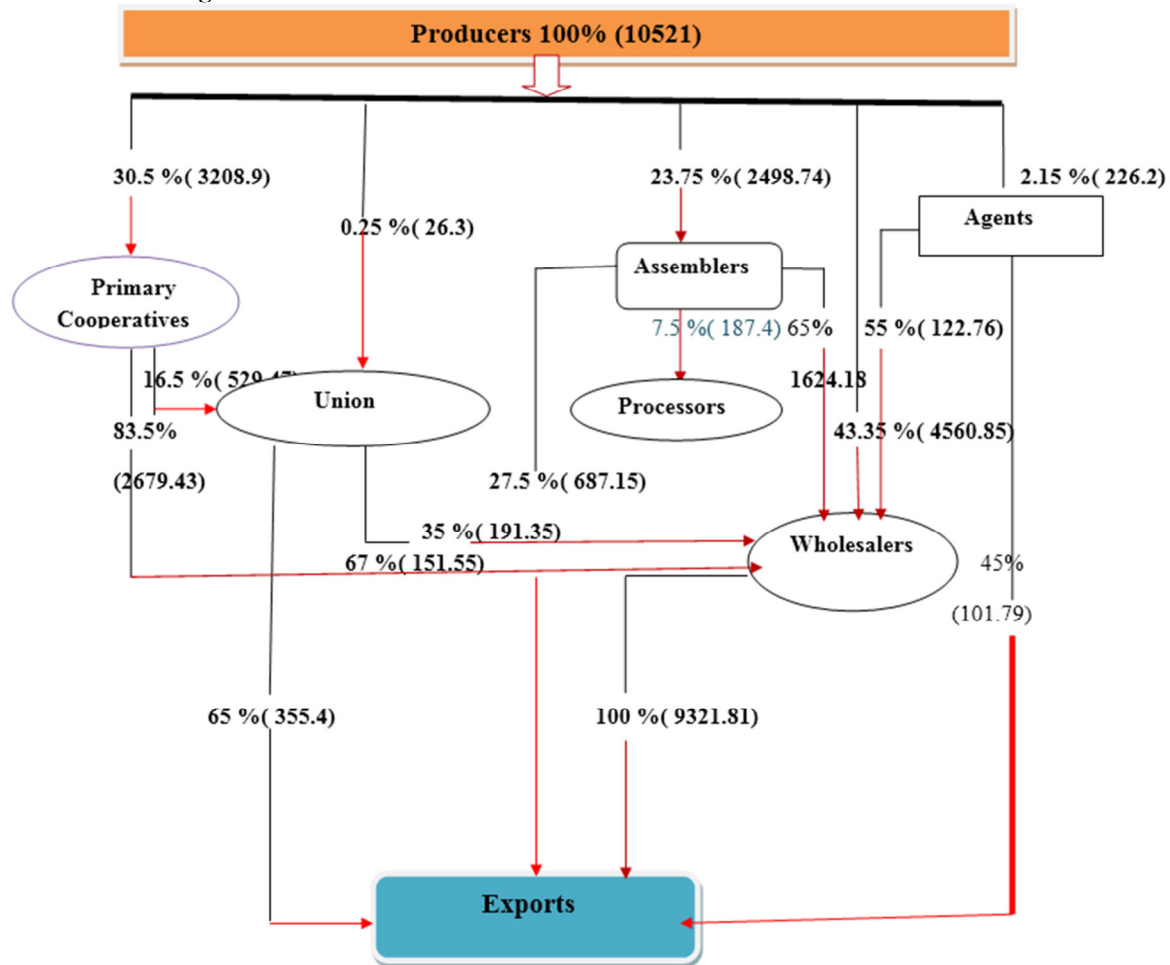 Producers 100% (10521)
30.5 %( 3208.9)
23.75 %( 2498.74)
2.15 %( 226.2)
0.25 %( 26.3)
Agents
Assemblers
Primary
Cooperatives
7.5 %( 187.4)
65%
55 %( 122.76)
16.5 %( 529.47)
1624.18
Union
Processors
83.5%
43.35 %( 4560.85)
(2679.43)
27.5 %( 687.15)
35 %( 191.35)
Wholesalers
67 %( 151.55)
45%
(101.79)
65 %( 355.4)
100 %( 9321.81)
Exports